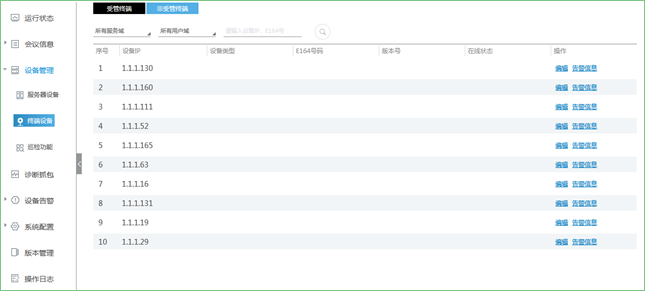 受管终端 非受管终端
所有服务域 所有用户域 请输入设备IP、E164号
序号 设备IP 设备类型 E164号码 版本号 在线状态 操作
1 1.1.1.130 编辑 告警信息
2 1.1.1.160 编辑 告警信息
3 1.1.1.111 编辑 告警信息
4 1.1.1.52 编辑 告警信息
5 1.1.1.165 编辑 告警信息
6 1.1.1.63 编辑 告警信息
7 1.1.1.16 编辑 告警信息
8 1.1.1.131 编辑 告警信息
9 1.1.1.19 编辑 告警信息
10 1.1.1.29 编辑 告警信息
运行状态
会议信息
设备管理
服务器设备
终端设备
巡检功能
诊断抓包
设备告警
系统配置
版本管理
操作日志